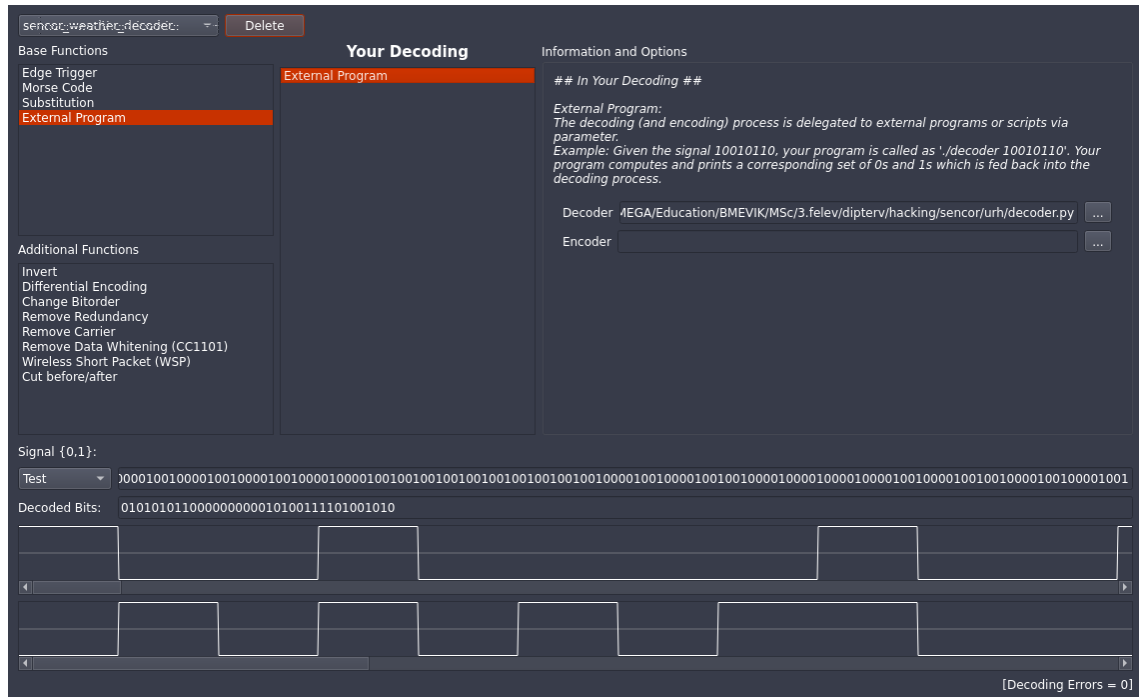 Delete
Base Functions
Your Decoding
Information and Options
Edge Trigger
Morse Code
Substitution
External Program
External Program
## In Your Decoding ##
External Program:
The decoding (and encoding) process is delegated to external programs or scripts via
parameter.
Example: Given the signal 10010110, your program is called as './decoder 10010110'. Your
program computes and prints a corresponding set of 0s and 1s which is fed back into the
decoding process.
Decoder MEGA/Education/BMEVIK/MSc/3.felev/dipterv/hacking/sencor/urh/decoder.py ...
Encoder ...
Additional Functions
Invert
Differential Encoding
Change Bitorder
Remove Redundancy
Remove Carrier
Remove Data Whitening (CC1101)
Wireless Short Packet (WSP)
Cut before/after
Signal {0,1}:
Test 00001001000010010000100100001000010010010010010010010010010010000100100001001001000010000100001000010010000100100100001001000010​01
Decoded Bits: 010101011000000000010100111101001010
[Decoding Errors = 0]